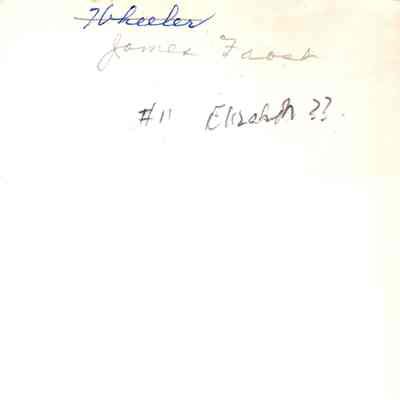 Wheeler
James Frost
#11 Elizabeth ??